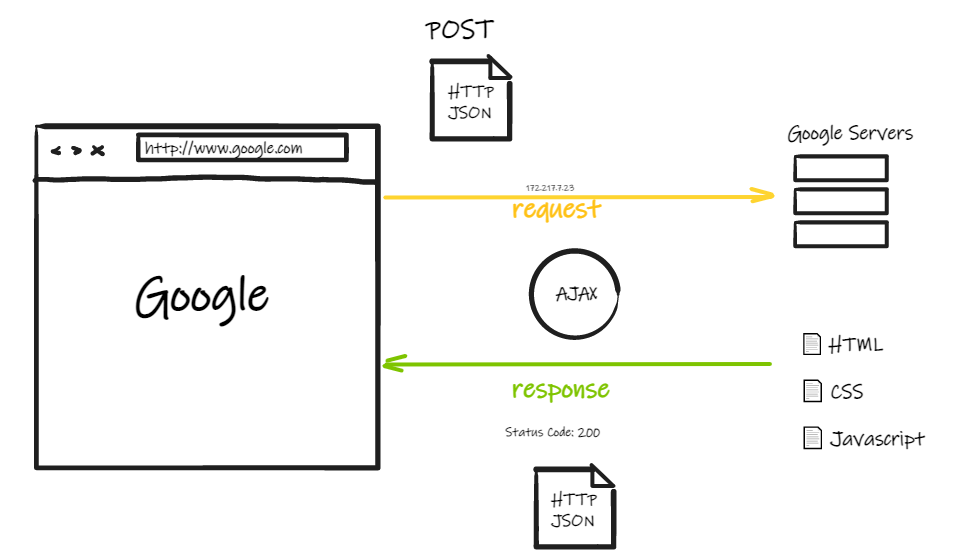 POST
HTTP
JSON
Google Servers
< > x
http://www.google.com
172.217.7.23
request
Google
AJAX
HTML
response
CSS
Status Code: 200
Javascript
HTTP
JSON